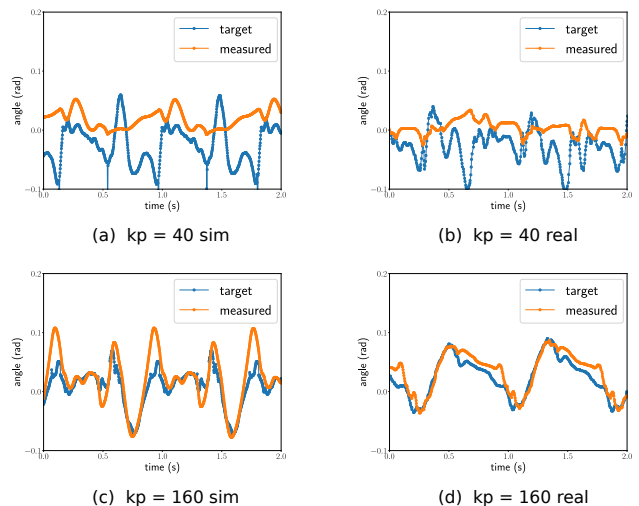 0.2
0.1
0.0
−0.1
angle (rad)
target
measured
0.0 0.5 1.0 1.5 2.0
time (s)
(a) kp = 40 sim
0.2
0.1
0.0
−0.1
angle (rad)
target
measured
0.0 0.5 1.0 1.5 2.0
time (s)
(b) kp = 40 real
0.2
0.1
0.0
−0.1
angle (rad)
target
measured
0.0 0.5 1.0 1.5 2.0
time (s)
(c) kp = 160 sim
0.2
0.1
0.0
−0.1
angle (rad)
target
measured
0.0 0.5 1.0 1.5 2.0
time (s)
(d) kp = 160 real